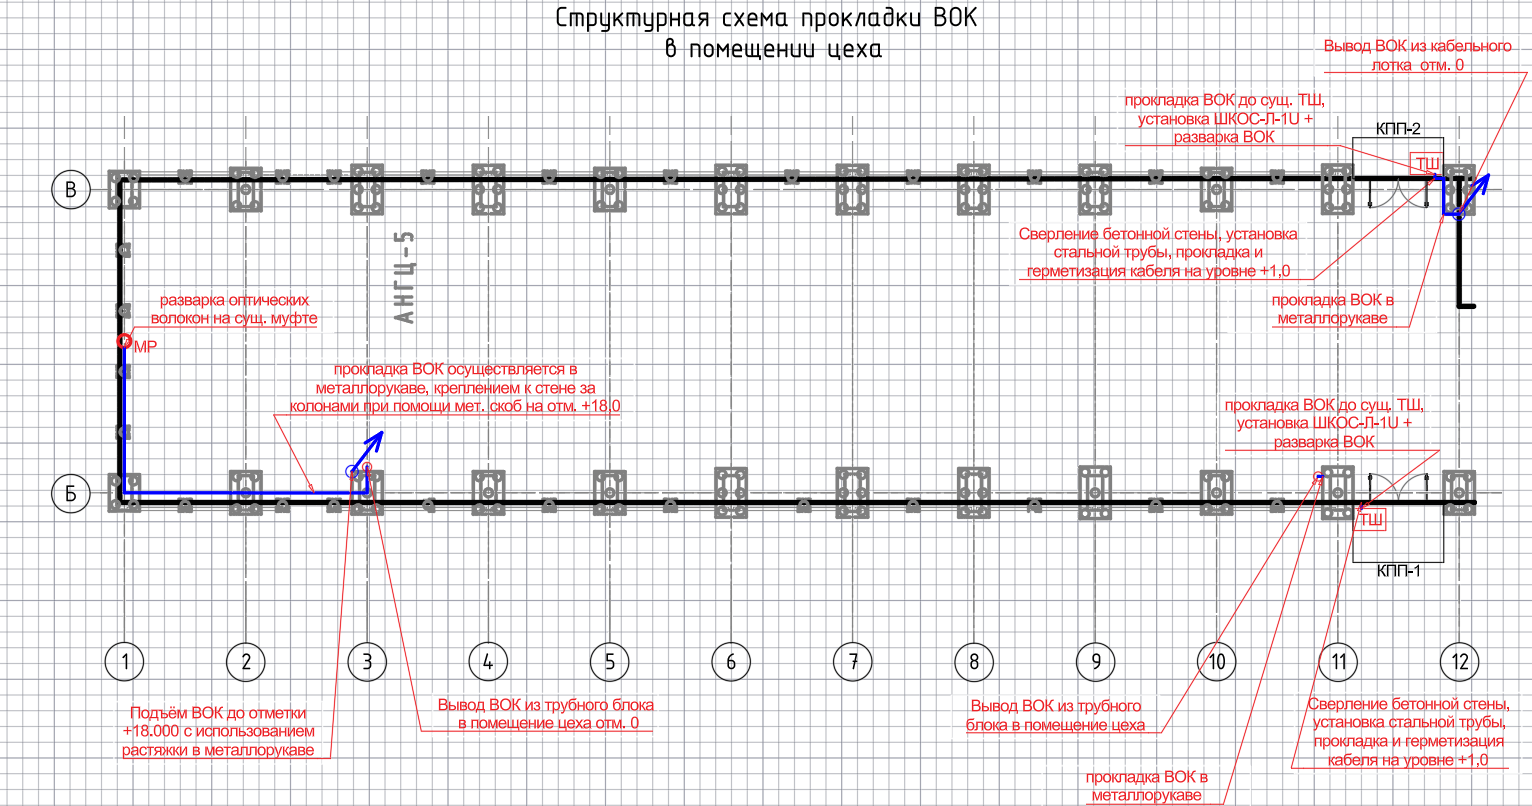 Структурная схема прокладки ВОК
в помещении цеха
Вывод ВОК из кабельного
лотка отм. 0
прокладка ВОК до сущ. ТШ,
установка ШКОС-Л-1U +
разварка ВОК
КПП-2
ТШ
В
АНГЦ-5
Сверление бетонной стены, установка
стальной трубы, прокладка и
герметизация кабеля на уровне +1,0
прокладка ВОК в
металлорукаве
разварка оптических
волокон на сущ. муфте
МР
прокладка ВОК осуществляется в
металлорукаве, креплением к стене за
колонами при помощи мет. скоб на отм. +18.0
прокладка ВОК до сущ. ТШ,
установка ШКОС-Л-1U +
разварка ВОК
Б
ТШ
КПП-1
1 2 3 4 5 6 7 8 9 10 11 12
Подъём ВОК до отметки
+18.000 с использованием
растяжки в металлорукаве
Вывод ВОК из трубного блока
в помещение цеха отм. 0
Вывод ВОК из трубного
блока в помещение цеха
Сверление бетонной стены,
установка стальной трубы,
прокладка и герметизация
кабеля на уровне +1,0
прокладка ВОК в
металлорукаве